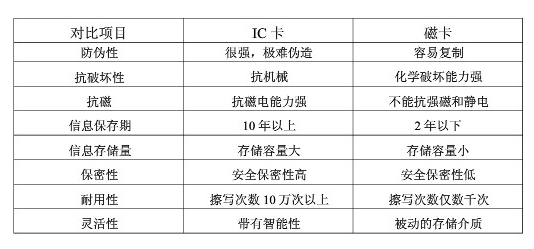 对比项目 IC 卡 磁卡
防伪性 很强，极难伪造 容易复制
抗破坏性 抗机械 化学破坏能力强
抗磁 抗磁电能力强 不能抗强磁和静电
信息保存期 10 年以上 2 年以下
信息存储量 存储容量大 存储容量小
保密性 安全保密性高 安全保密性低
耐用性 擦写次数 10 万次以上 擦写次数仅数千次
灵活性 带有智能性 被动的存储介质